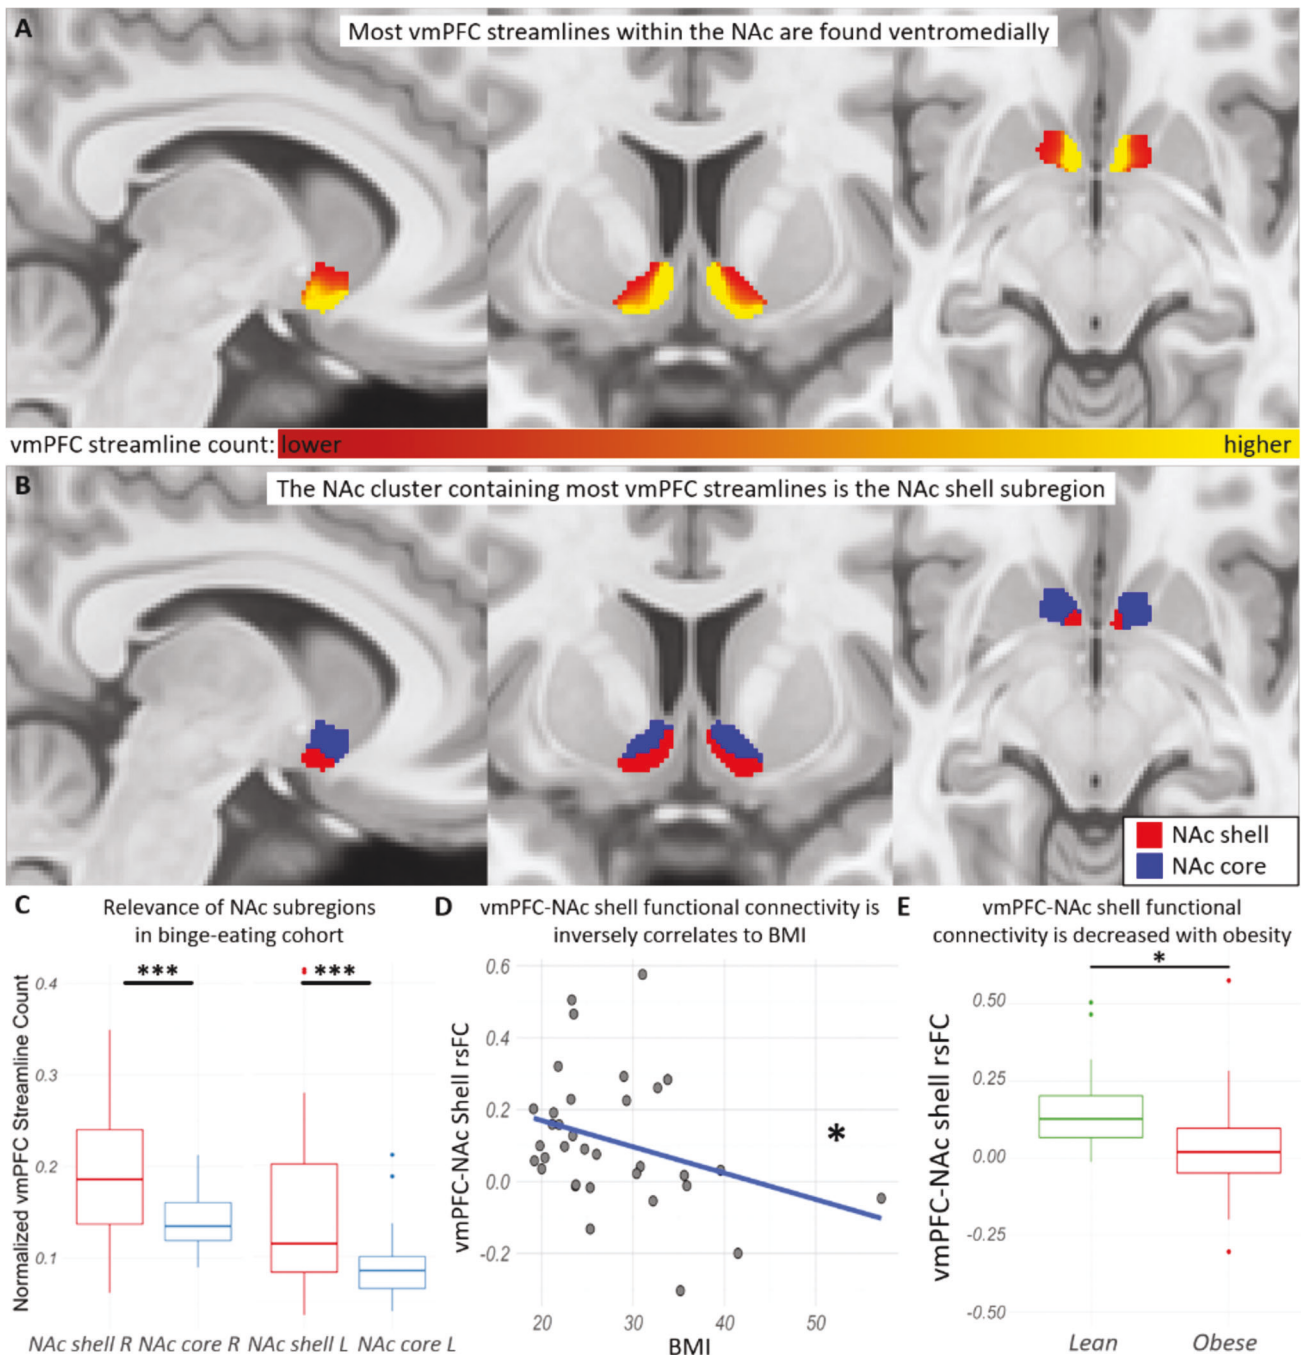 A
Most vmPFC streamlines within the NAc are found ventromedially
vmPFC streamline count: lower higher
B
The NAc cluster containing most vmPFC streamlines is the NAc shell subregion
NAc shell
NAc core
C
Relevance of NAc subregions
in binge-eating cohort
*** ***
Normalized vmPFC Streamline Count
0.4
0.3
0.2
0.1
NAc shell R NAc core R NAc shell L NAc core L
D
vmPFC-NAc shell functional connectivity is
inversely correlates to BMI
vmPFC-NAc Shell rsFC
0.6
0.4
0.2
0.0
-0.2
*
20 30 40 50
BMI
E
vmPFC-NAc shell functional
connectivity is decreased with obesity
*
vmPFC-NAc shell rsFC
0.50
0.25
0.00
-0.25
-0.50
Lean Obese